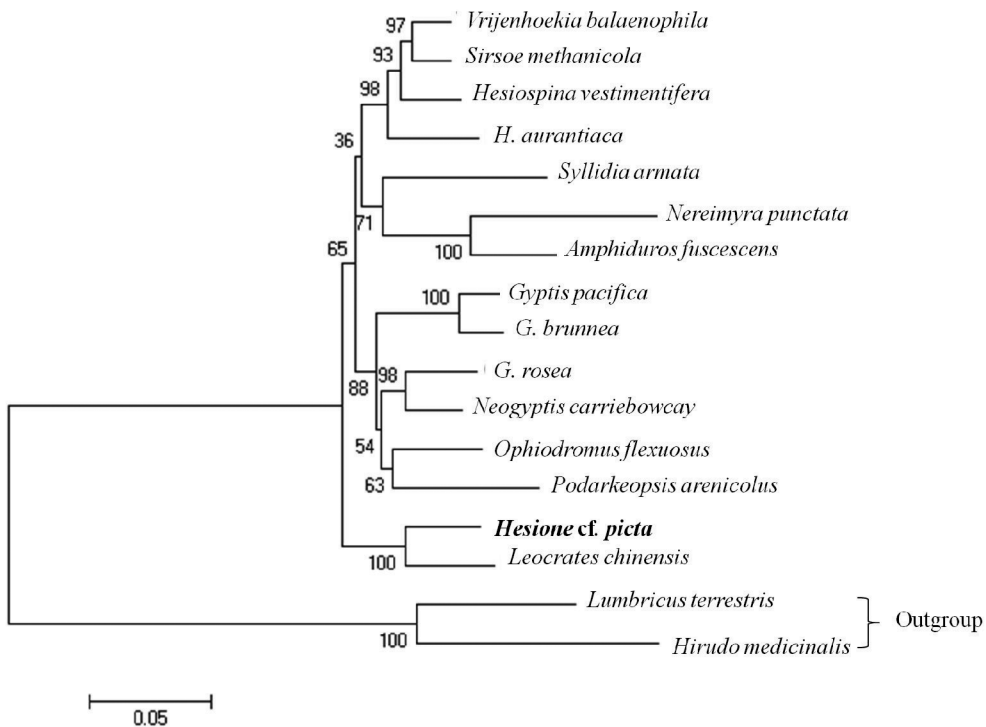 97
Vrijenhoekia balaenophila
93
Sirsoe methanicola
98
Hesiospina vestimentifera
36
H. aurantiaca
Syllidia armata
71
Nereimyra punctata
65
100
Amphiduros fuscescens
100
Gyptis pacifica
G. brunnea
88
98
G. rosea
Neogyptis carriebowcay
54
Ophiodromus flexuosus
63
Podarkeopsis arenicolus
Hesione cf. picta
100
Leocrates chinensis
Lumbricus terrestris
Outgroup
100
Hirudo medicinalis
0.05